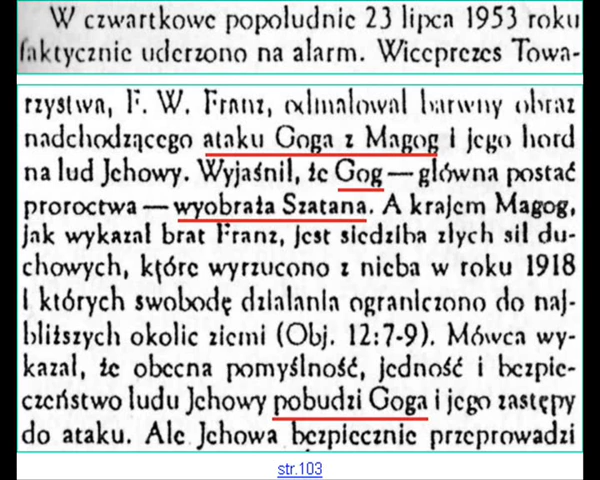 W czwartkowe popołudnie 23 lipca 1953 roku
faktycznie uderzono na alarm. Wiceprezes Towa-
rzystwa, F. W. Franz, odmalował barwny obraz
nadchodzącego ataku Goga z Magog i jego hord
na lud Jehowy. Wyjaśnił, że Gog — główna postać
proroctwa — wyobraża Szatana. A krajem Magog,
jak wykazał brat Franz, jest siedziba złych sił du-
chowych, które wyrzucono z nieba w roku 1918
i których swobodę działania ograniczono do naj-
bliższych okolic ziemi (Obj. 12:7-9). Mówca wy-
kazał, że obecna pomyślność, jedność i bezpie-
czeństwo ludu Jehowy pobudzi Goga i jego zastępy
do ataku. Ale Jehowa bezpiecznie przeprowadzi
str.103